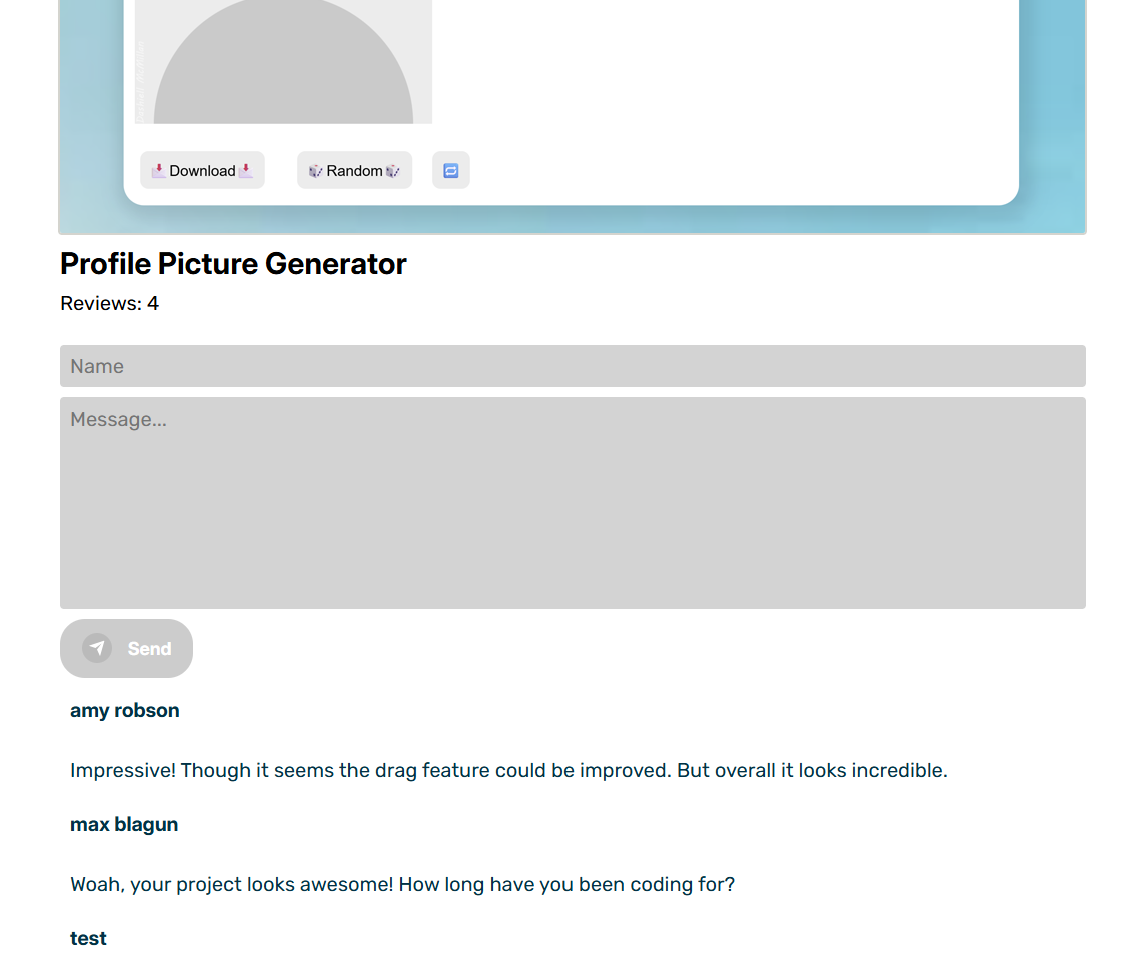 Download
Random
Profile Picture Generator
Reviews: 4
Name
Message...
Send
amy robson
Impressive! Though it seems the drag feature could be improved. But overall it looks incredible.
max blagun
Woah, your project looks awesome! How long have you been coding for?
test